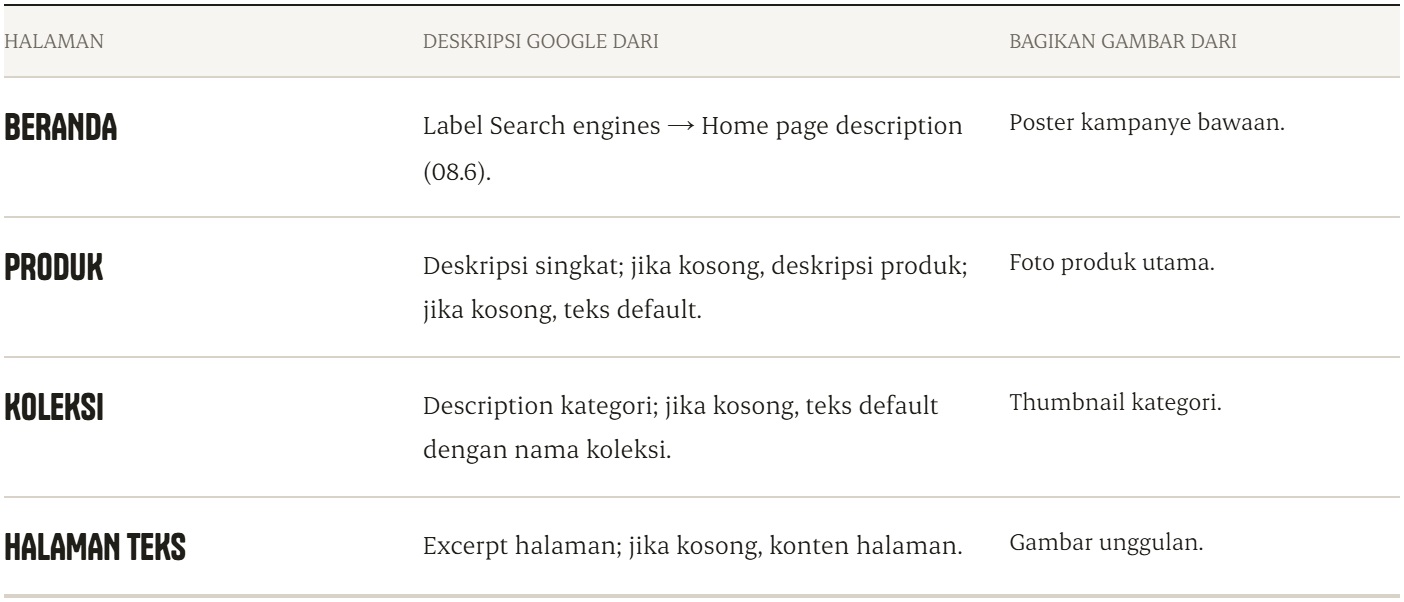 HALAMAN DESKRIPSI GOOGLE DARI BAGIKAN GAMBAR DARI
BERANDA Label Search engines → Home page description Poster kampanye bawaan.
(08.6).
PRODUK Deskripsi singkat; jika kosong, deskripsi produk; Foto produk utama.
jika kosong, teks default.
KOLEKSI Description kategori; jika kosong, teks default Thumbnail kategori.
dengan nama koleksi.
HALAMAN TEKS Excerpt halaman; jika kosong, konten halaman. Gambar unggulan.